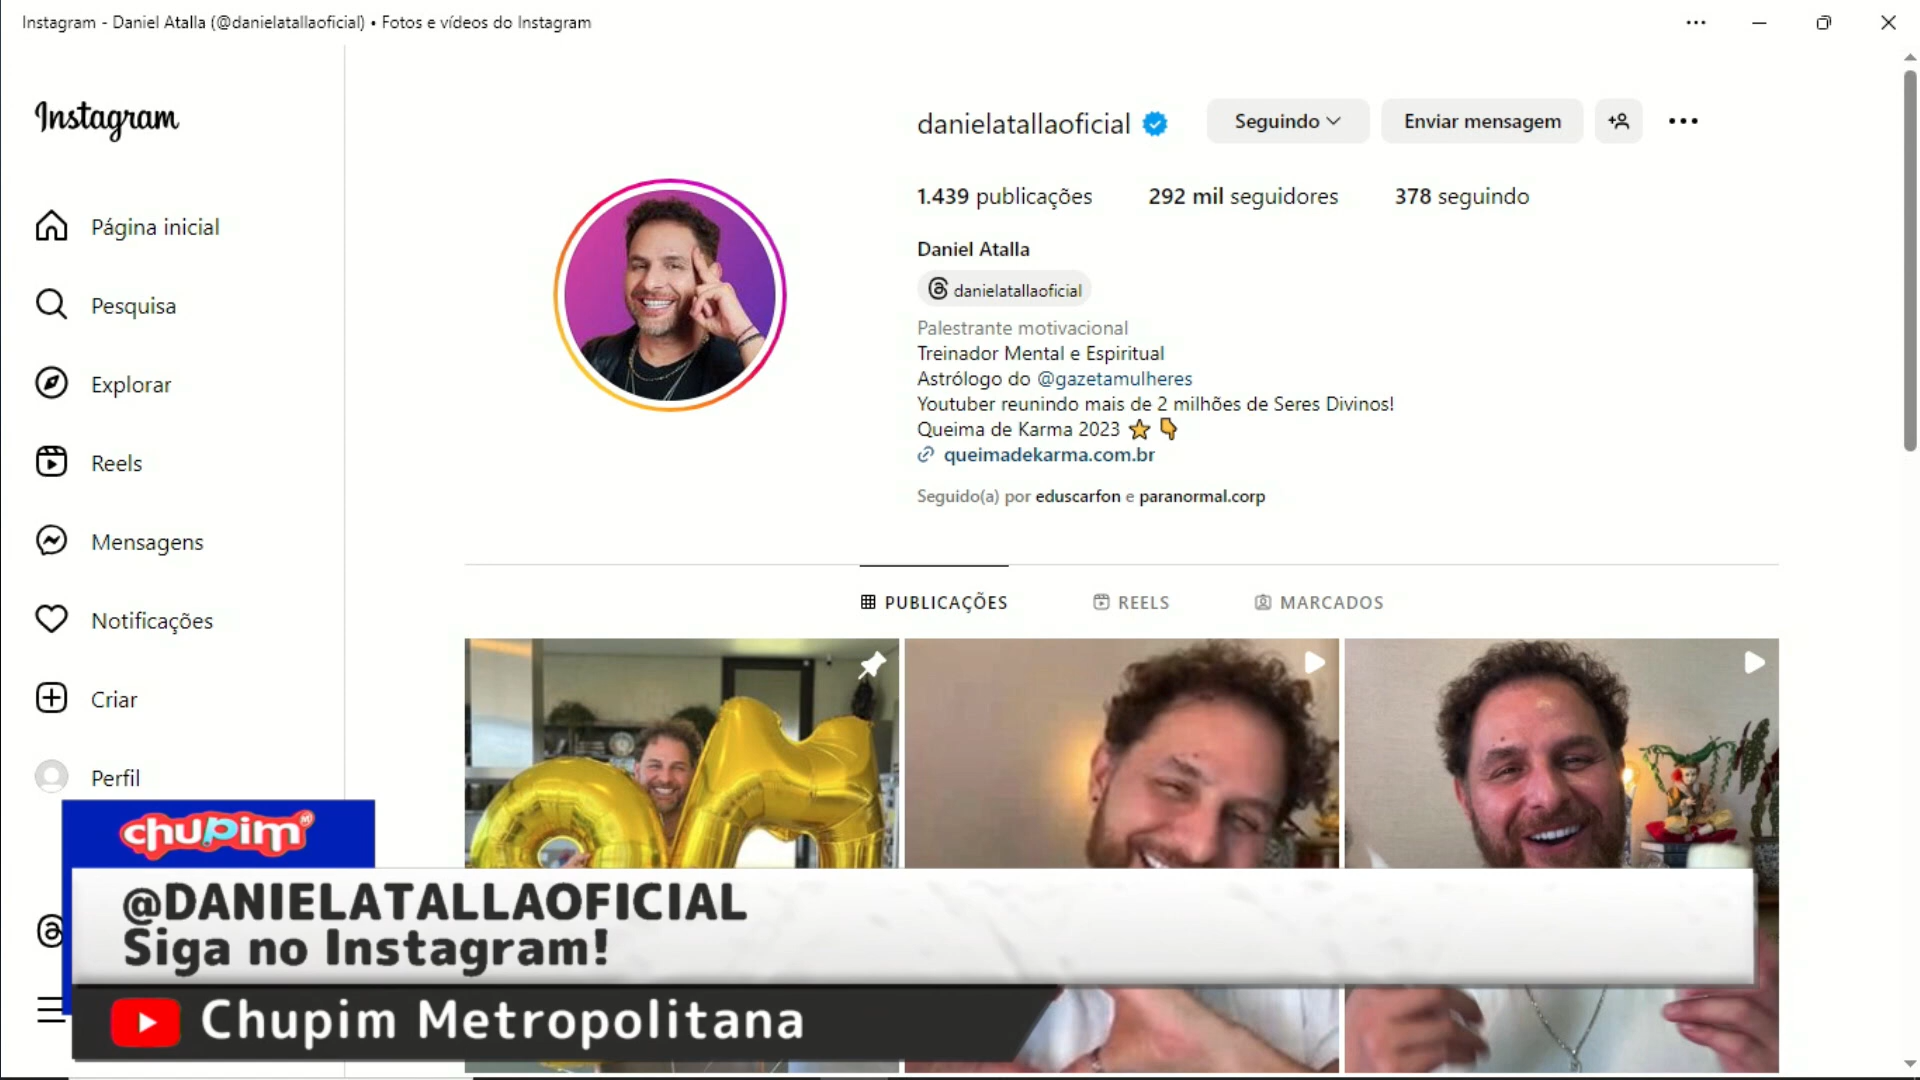 Instagram - Daniel Atalla (@danielatallaoficial) • Fotos e vídeos do Instagram
Instagram
Página inicial
Pesquisa
Explorar
Reels
Mensagens
Notificações
Criar
Perfil
danielatallaoficial
Seguindo
Enviar mensagem
1.439 publicações 292 mil seguidores 378 seguindo
Daniel Atalla
danielatallaoficial
Palestrante motivacional
Treinador Mental e Espiritual
Astrólogo do @gazetamulheres
Youtuber reunindo mais de 2 milhões de Seres Divinos!
Queima de Karma 2023 ⭐ 👇
queimadekarma.com.br
Seguido(a) por eduscarfon e paranormal.corp
PUBLICAÇÕES REELS MARCADOS
chupim
@DANIELATALLAOFICIAL
Siga no Instagram!
Chupim Metropolitana